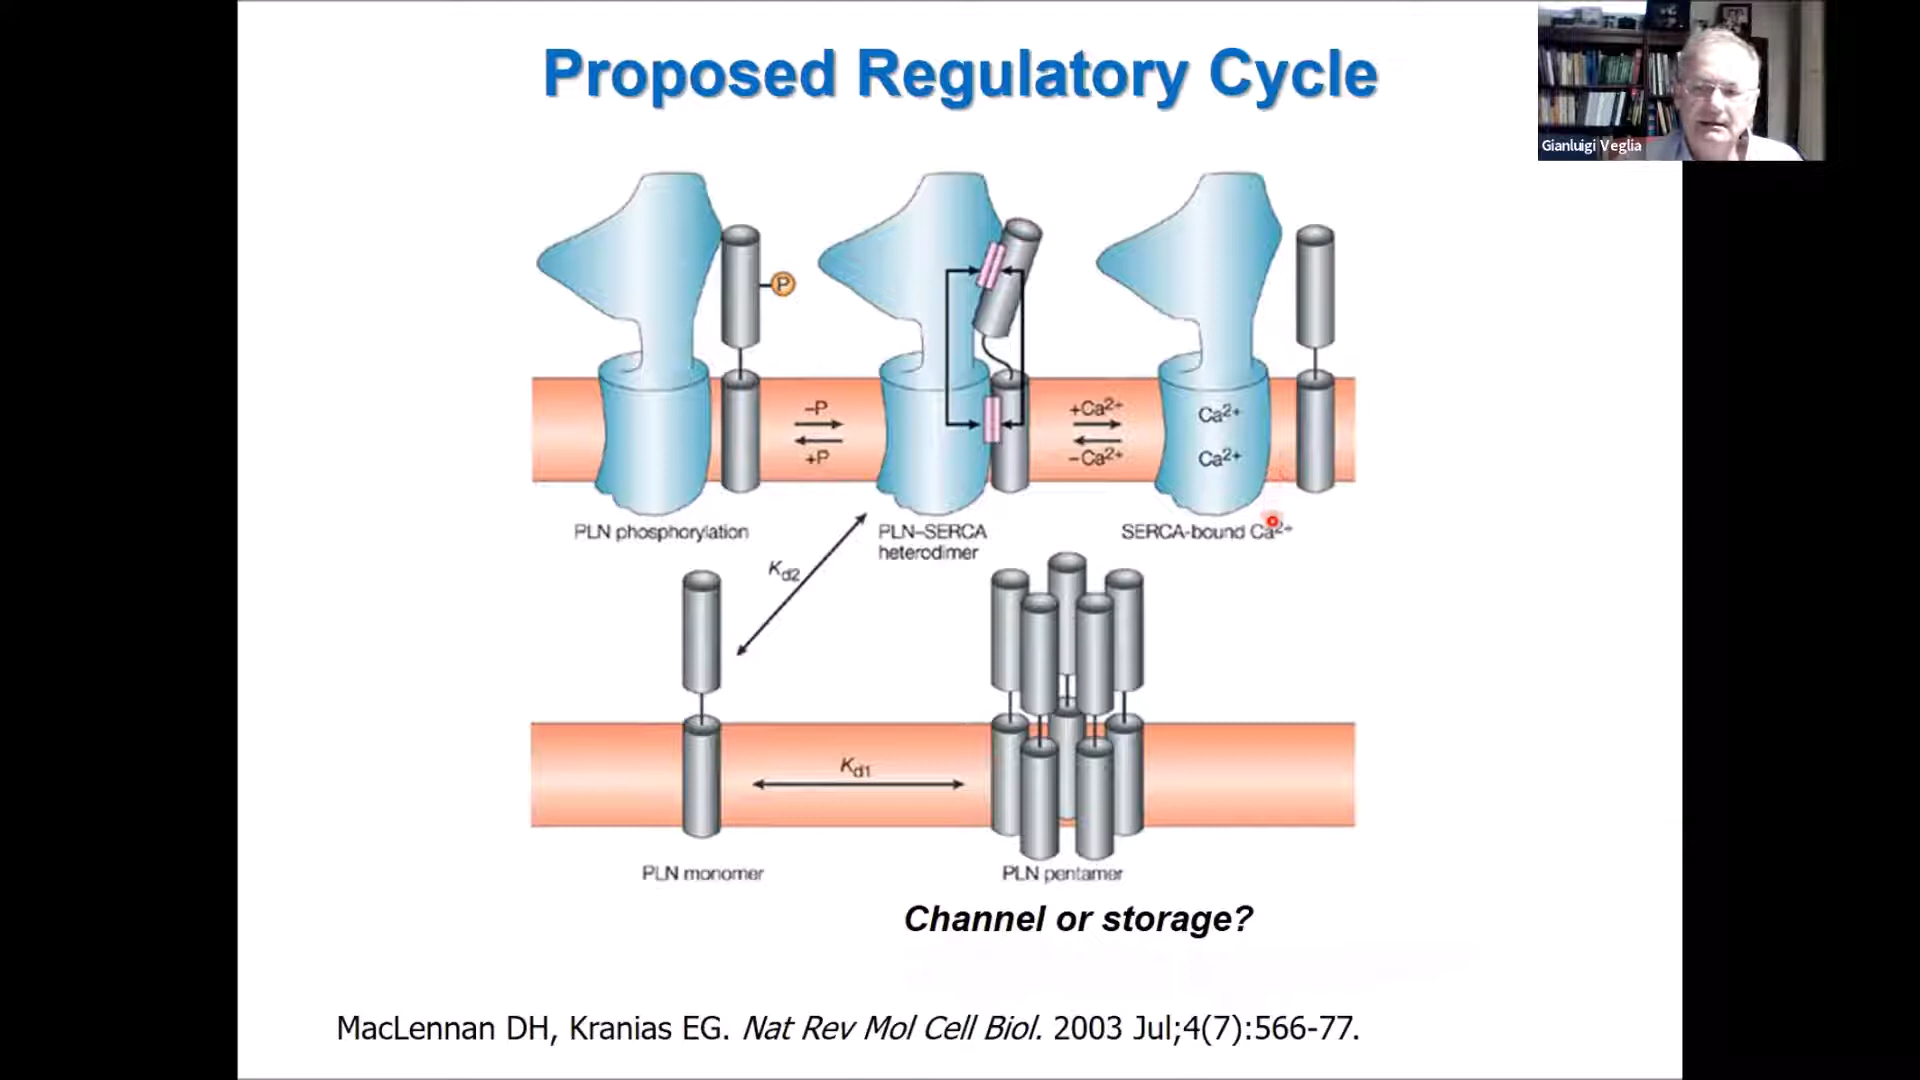 Proposed Regulatory Cycle
Gianluigi Veglia
P
–P
+P
+Ca2+
–Ca2+
Ca2+
Ca2+
PLN phosphorylation
PLN–SERCA
heterodimer
SERCA-bound Ca2+
Kd2
Kd1
PLN monomer
PLN pentamer
Channel or storage?
MacLennan DH, Kranias EG. Nat Rev Mol Cell Biol. 2003 Jul;4(7):566-77.